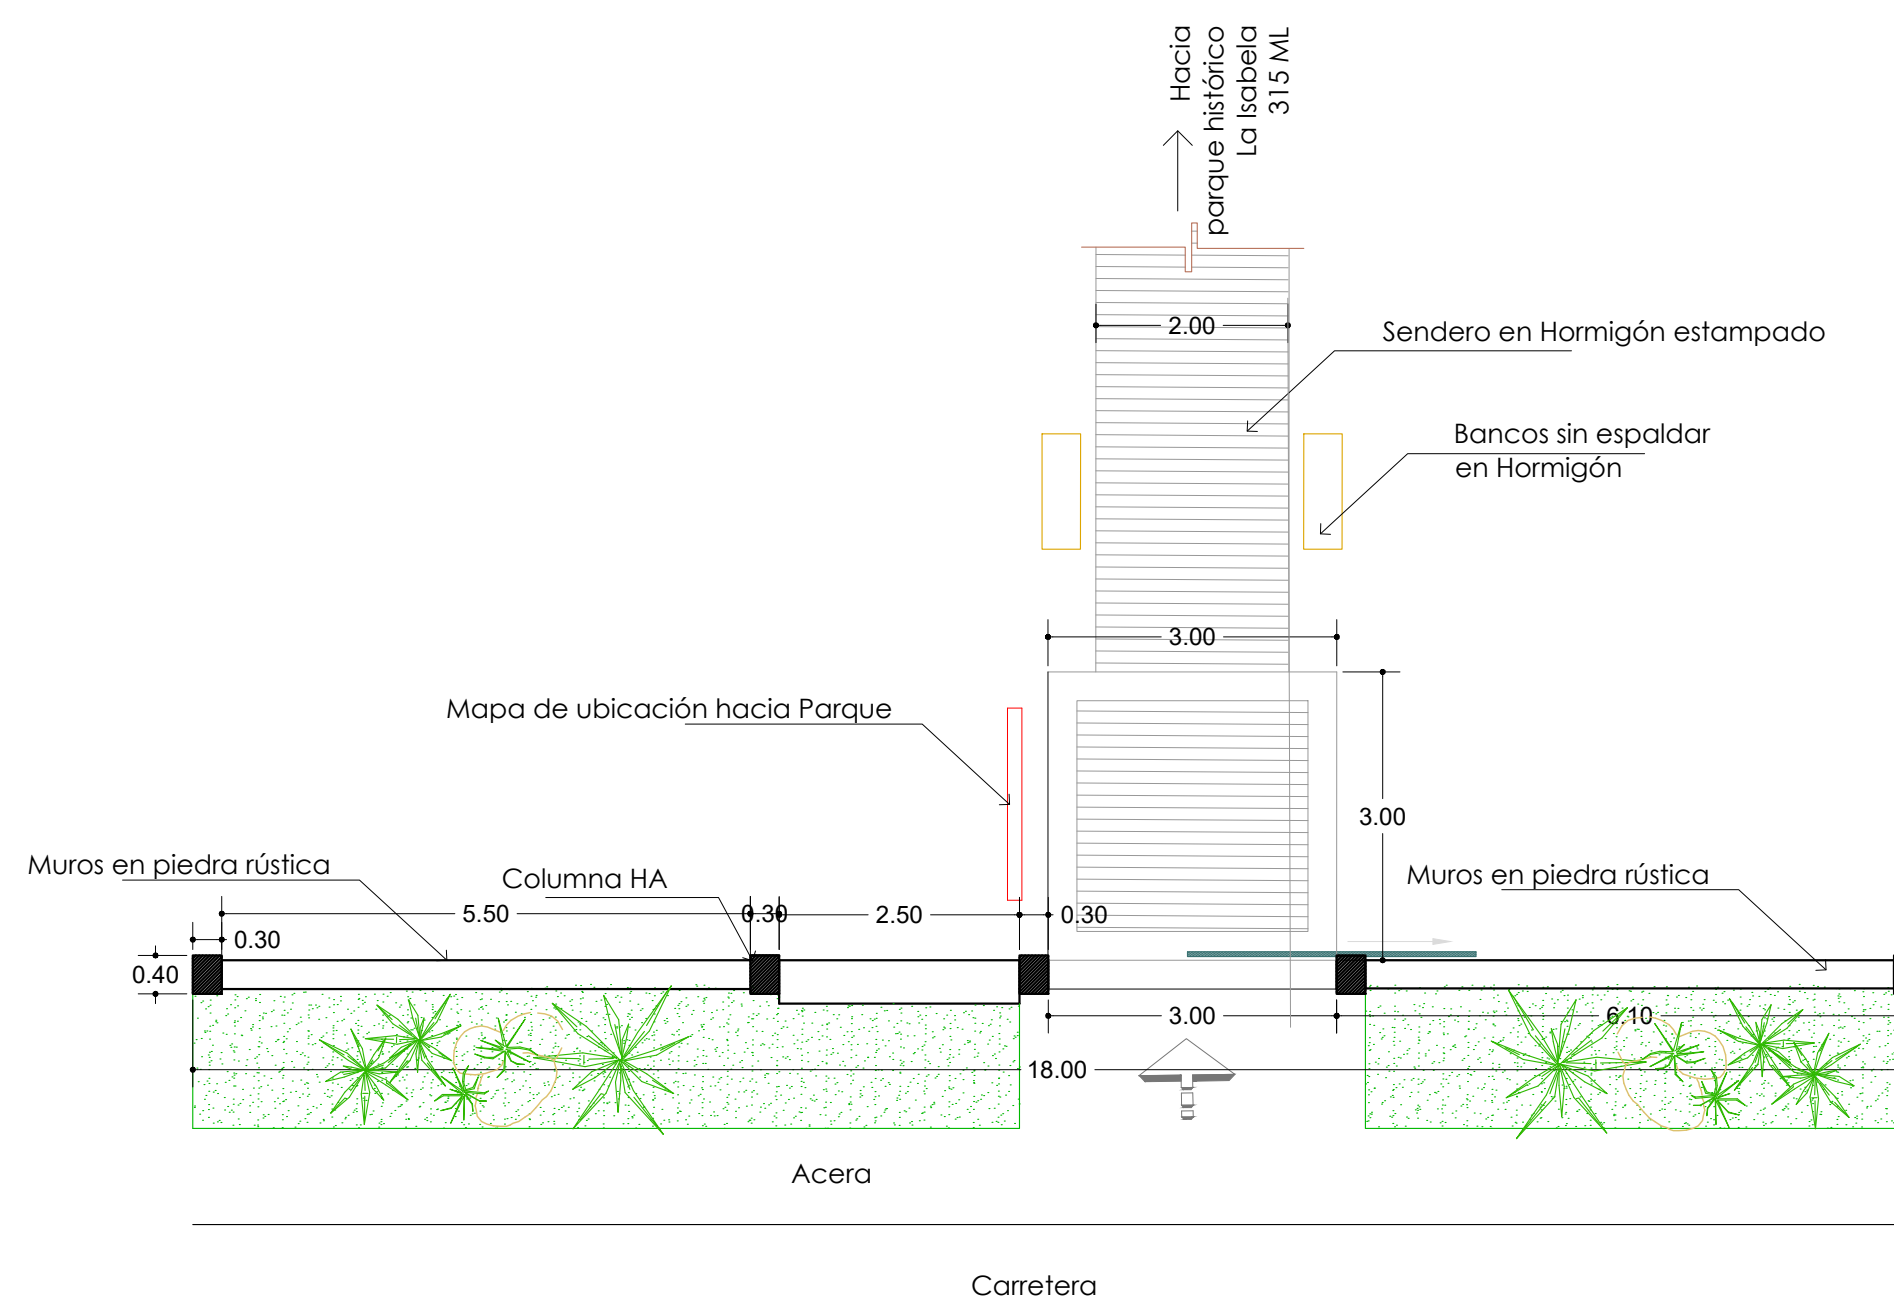 Hacia
parque histórico
La Isabela
315 ML
2.00
Sendero en Hormigón estampado
Bancos sin espaldar
en Hormigón
3.00
Mapa de ubicación hacia Parque
3.00
Muros en piedra rústica
Columna HA
Muros en piedra rústica
5.50
0.30
2.50
0.30
0.30
0.40
3.00
6.10
18.00
Acera
Carretera